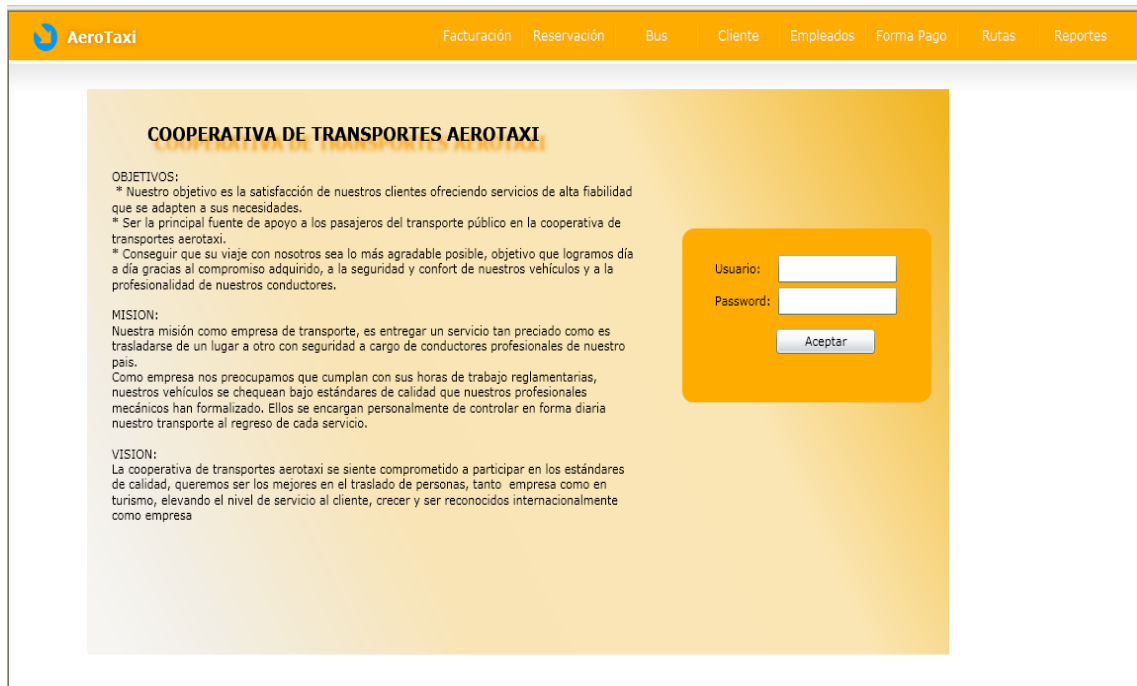 AeroTaxi
Facturación Reservación Bus Cliente Empleados Forma Pago Rutas Reportes
COOPERATIVA DE TRANSPORTES AEROTAXI
OBJETIVOS:
* Nuestro objetivo es la satisfacción de nuestros clientes ofreciendo servicios de alta fiabilidad
que se adapten a sus necesidades.
* Ser la principal fuente de apoyo a los pasajeros del transporte público en la cooperativa de
transportes aerotaxi.
* Conseguir que su viaje con nosotros sea lo más agradable posible, objetivo que logramos día
a día gracias al compromiso adquirido, a la seguridad y confort de nuestros vehículos y a la
profesionalidad de nuestros conductores.
MISION:
Nuestra misión como empresa de transporte, es entregar un servicio tan preciado como es
trasladarse de un lugar a otro con seguridad a cargo de conductores profesionales de nuestro
pais.
Como empresa nos preocupamos que cumplan con sus horas de trabajo reglamentarias,
nuestros vehículos se chequean bajo estándares de calidad que nuestros profesionales
mecánicos han formalizado. Ellos se encargan personalmente de controlar en forma diaria
nuestro transporte al regreso de cada servicio.
VISION:
La cooperativa de transportes aerotaxi se siente comprometido a participar en los estándares
de calidad, queremos ser los mejores en el traslado de personas, tanto empresa como en
turismo, elevando el nivel de servicio al cliente, crecer y ser reconocidos internacionalmente
como empresa
Usuario:
Password:
Aceptar